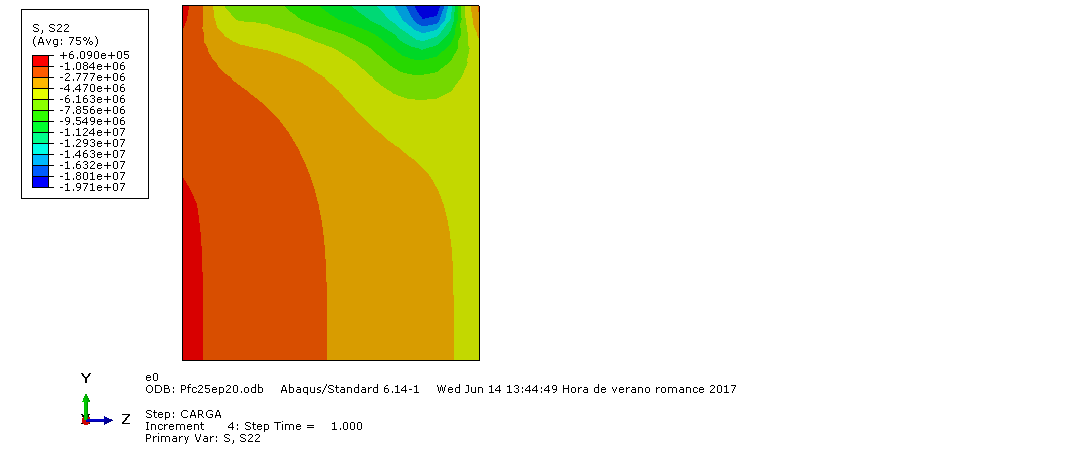 S, S22
(Avg: 75%)
+6.090e+05
-1.084e+06
-2.777e+06
-4.470e+06
-6.163e+06
-7.856e+06
-9.549e+06
-1.124e+07
-1.293e+07
-1.463e+07
-1.632e+07
-1.801e+07
-1.971e+07
Y
Z
e0
ODB: Pfc25ep20.odb    Abaqus/Standard 6.14-1    Wed Jun 14 13:44:49 Hora de verano romance 2017
Step: CARGA
Increment    4: Step Time =    1.000
Primary Var: S, S22